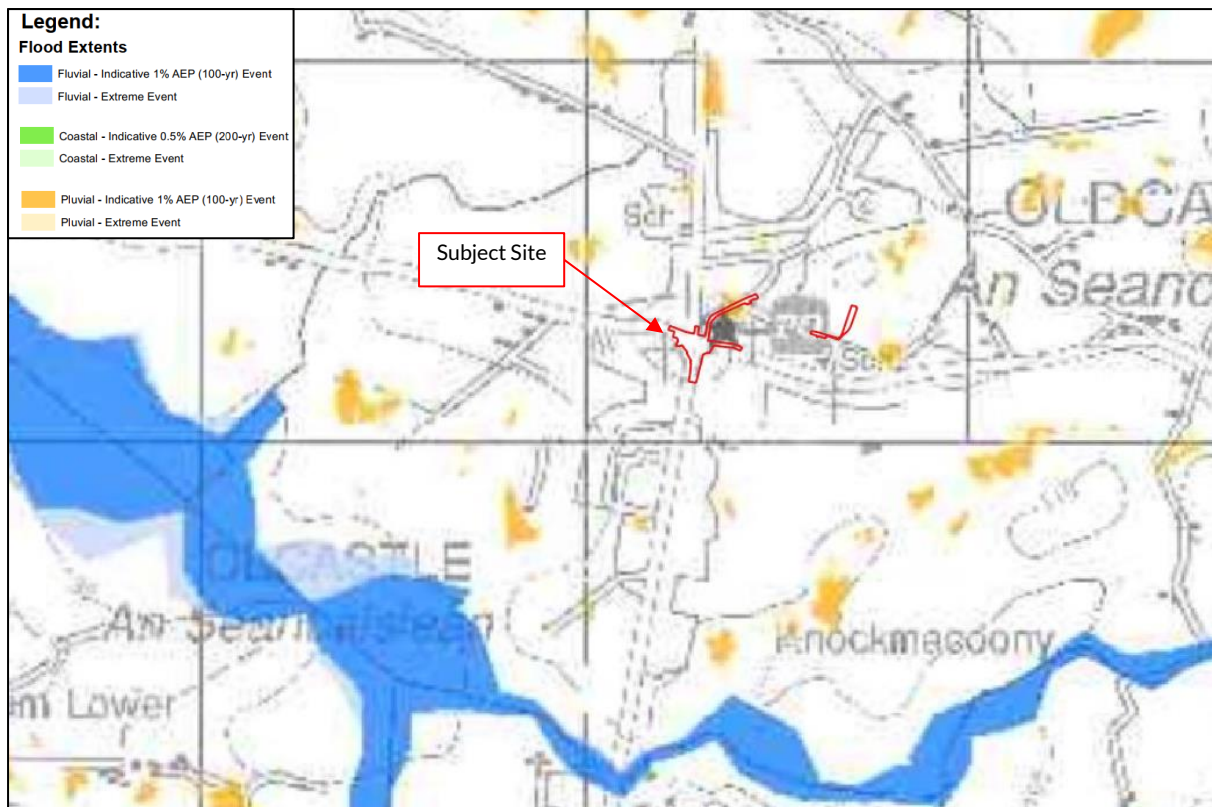 Legend:
Flood Extents
Fluvial - Indicative 1% AEP (100-yr) Event
Fluvial - Extreme Event
Coastal - Indicative 0.5% AEP (200-yr) Event
Coastal - Extreme Event
Pluvial - Indicative 1% AEP (100-yr) Event
Pluvial - Extreme Event
Sch
OLDCA
Subject Site
An Seanc
Sch
OLDCASTLE
An Seanchaisleán
Knockmasoony
em Lower